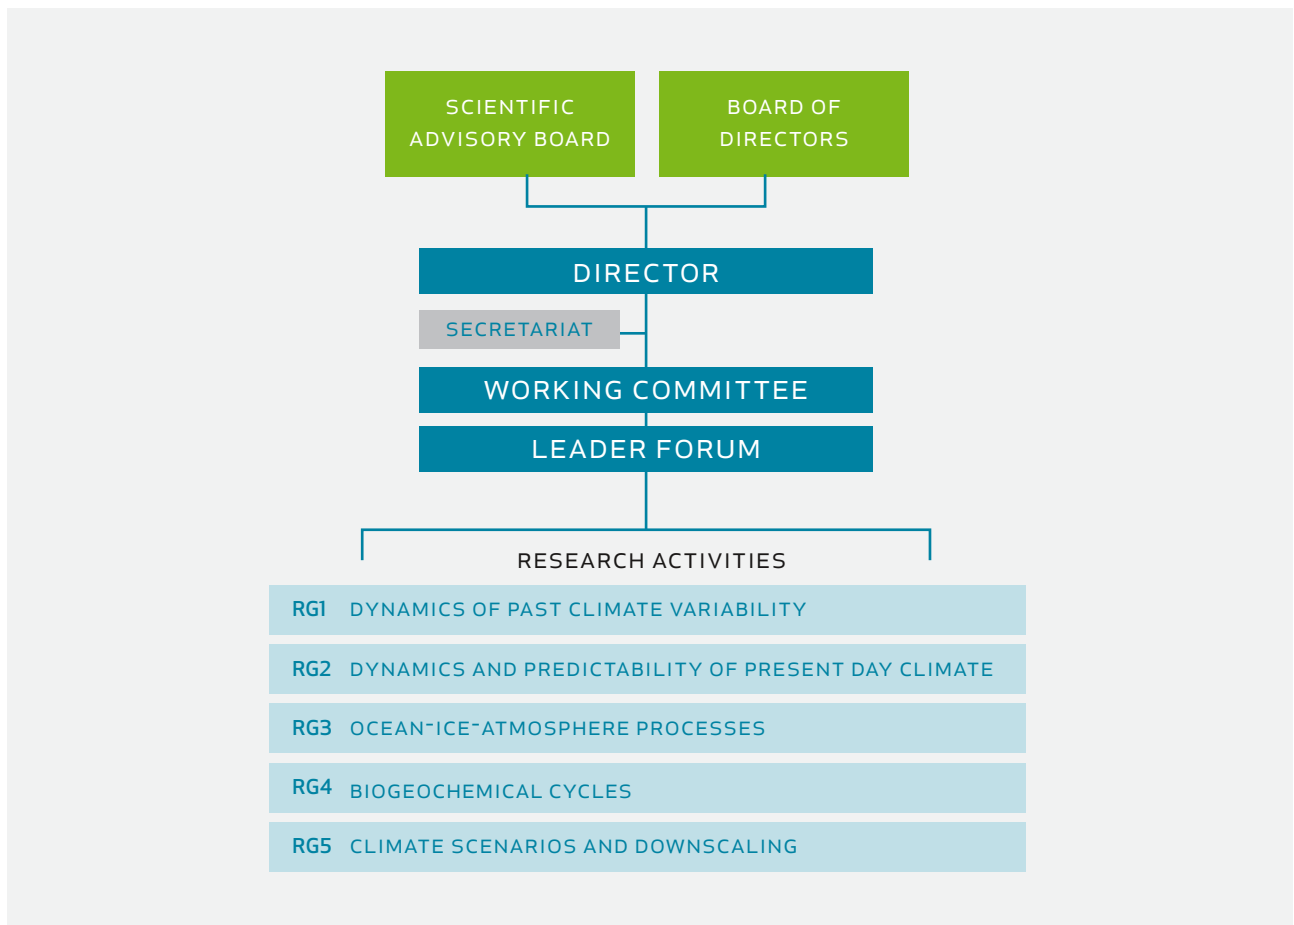 SCIENTIFIC
ADVISORY BOARD
BOARD OF
DIRECTORS
DIRECTOR
SECRETARIAT
WORKING COMMITTEE
LEADER FORUM
RESEARCH ACTIVITIES
RG1 DYNAMICS OF PAST CLIMATE VARIABILITY
RG2 DYNAMICS AND PREDICTABILITY OF PRESENT DAY CLIMATE
RG3 OCEAN-ICE-ATMOSPHERE PROCESSES
RG4 BIOGEOCHEMICAL CYCLES
RG5 CLIMATE SCENARIOS AND DOWNSCALING